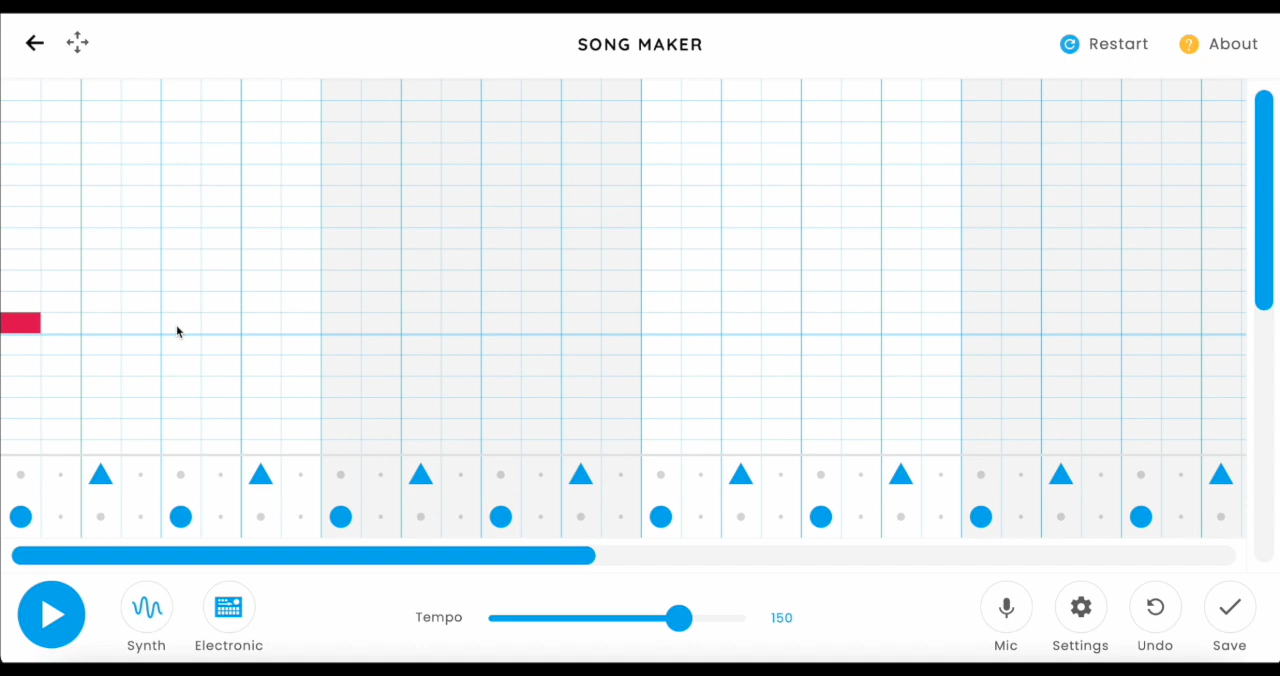 SONG MAKER
Restart
? About
Synth
Electronic
Tempo
150
Mic
Settings
Undo
Save